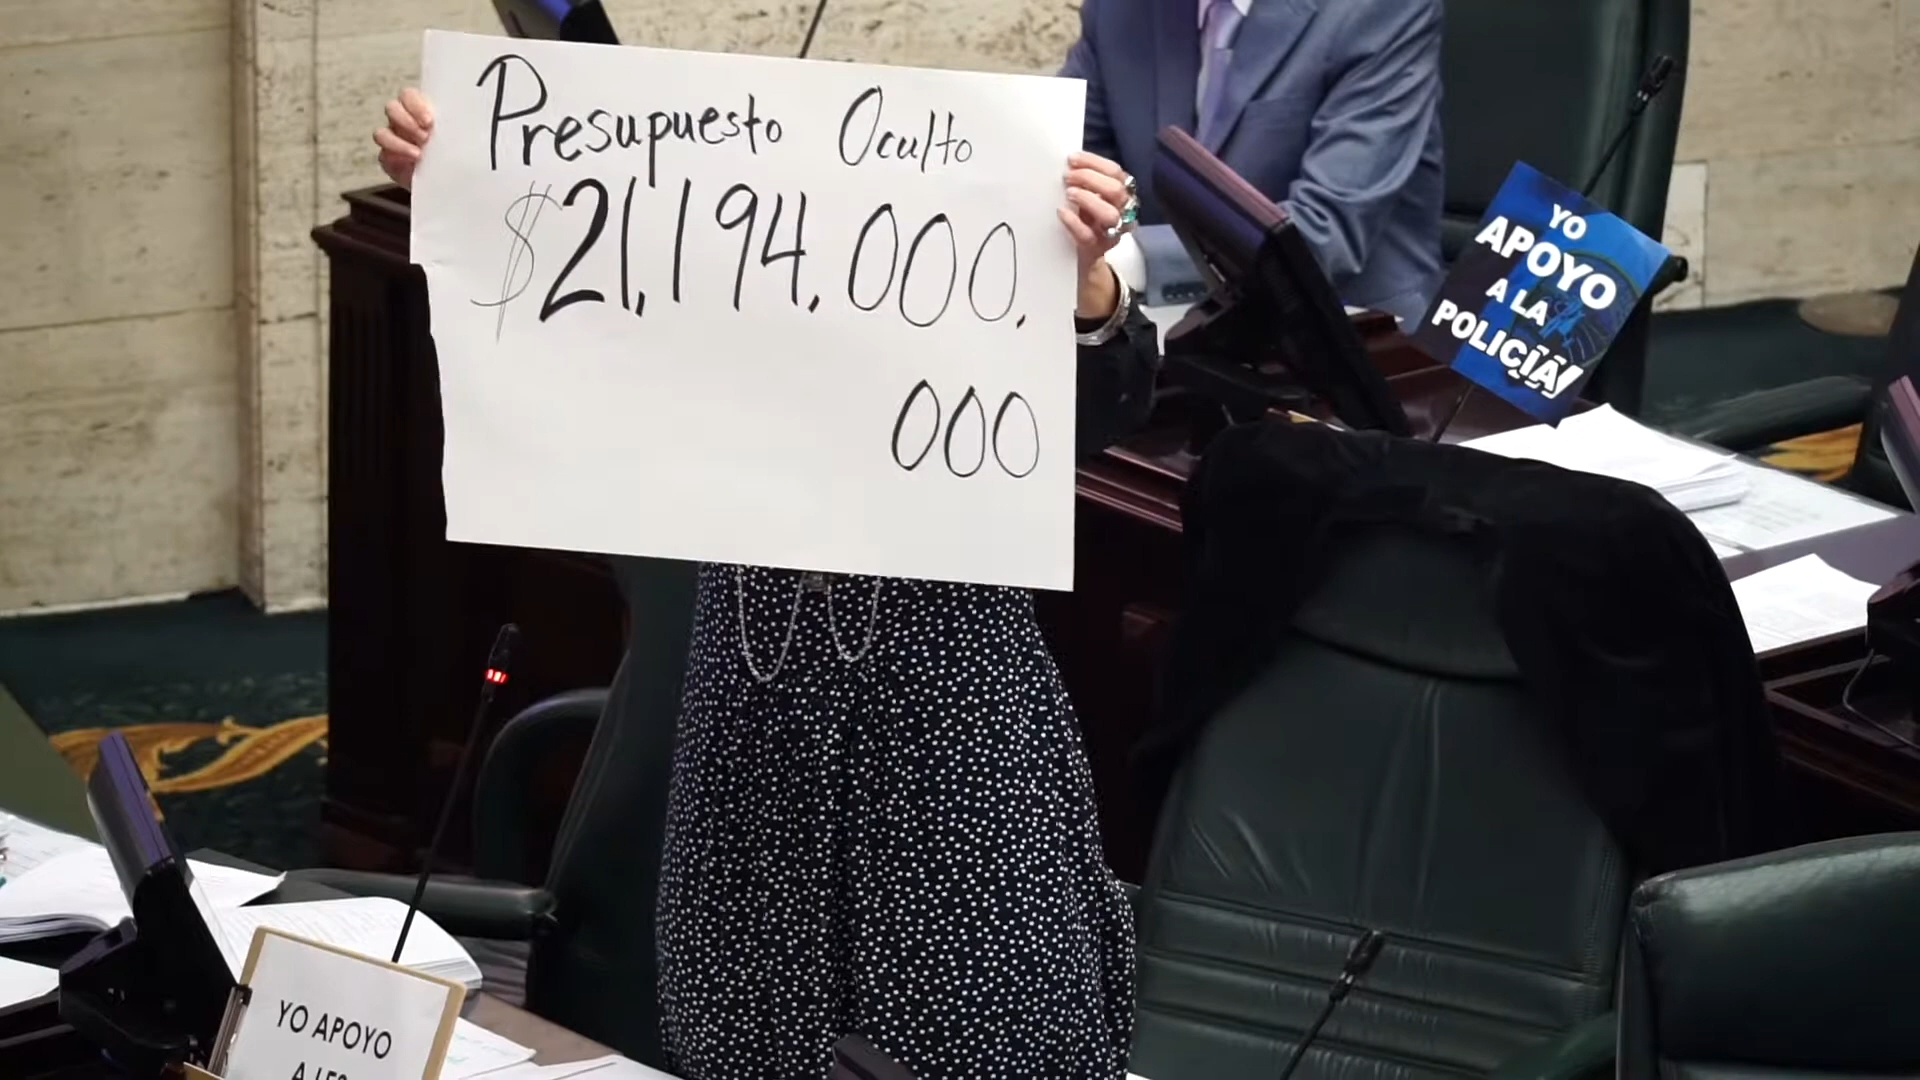 Presupuesto Oculto
$21,194,000,
000
YO
APOYO
A LA
POLICÍA!
YO APOYO